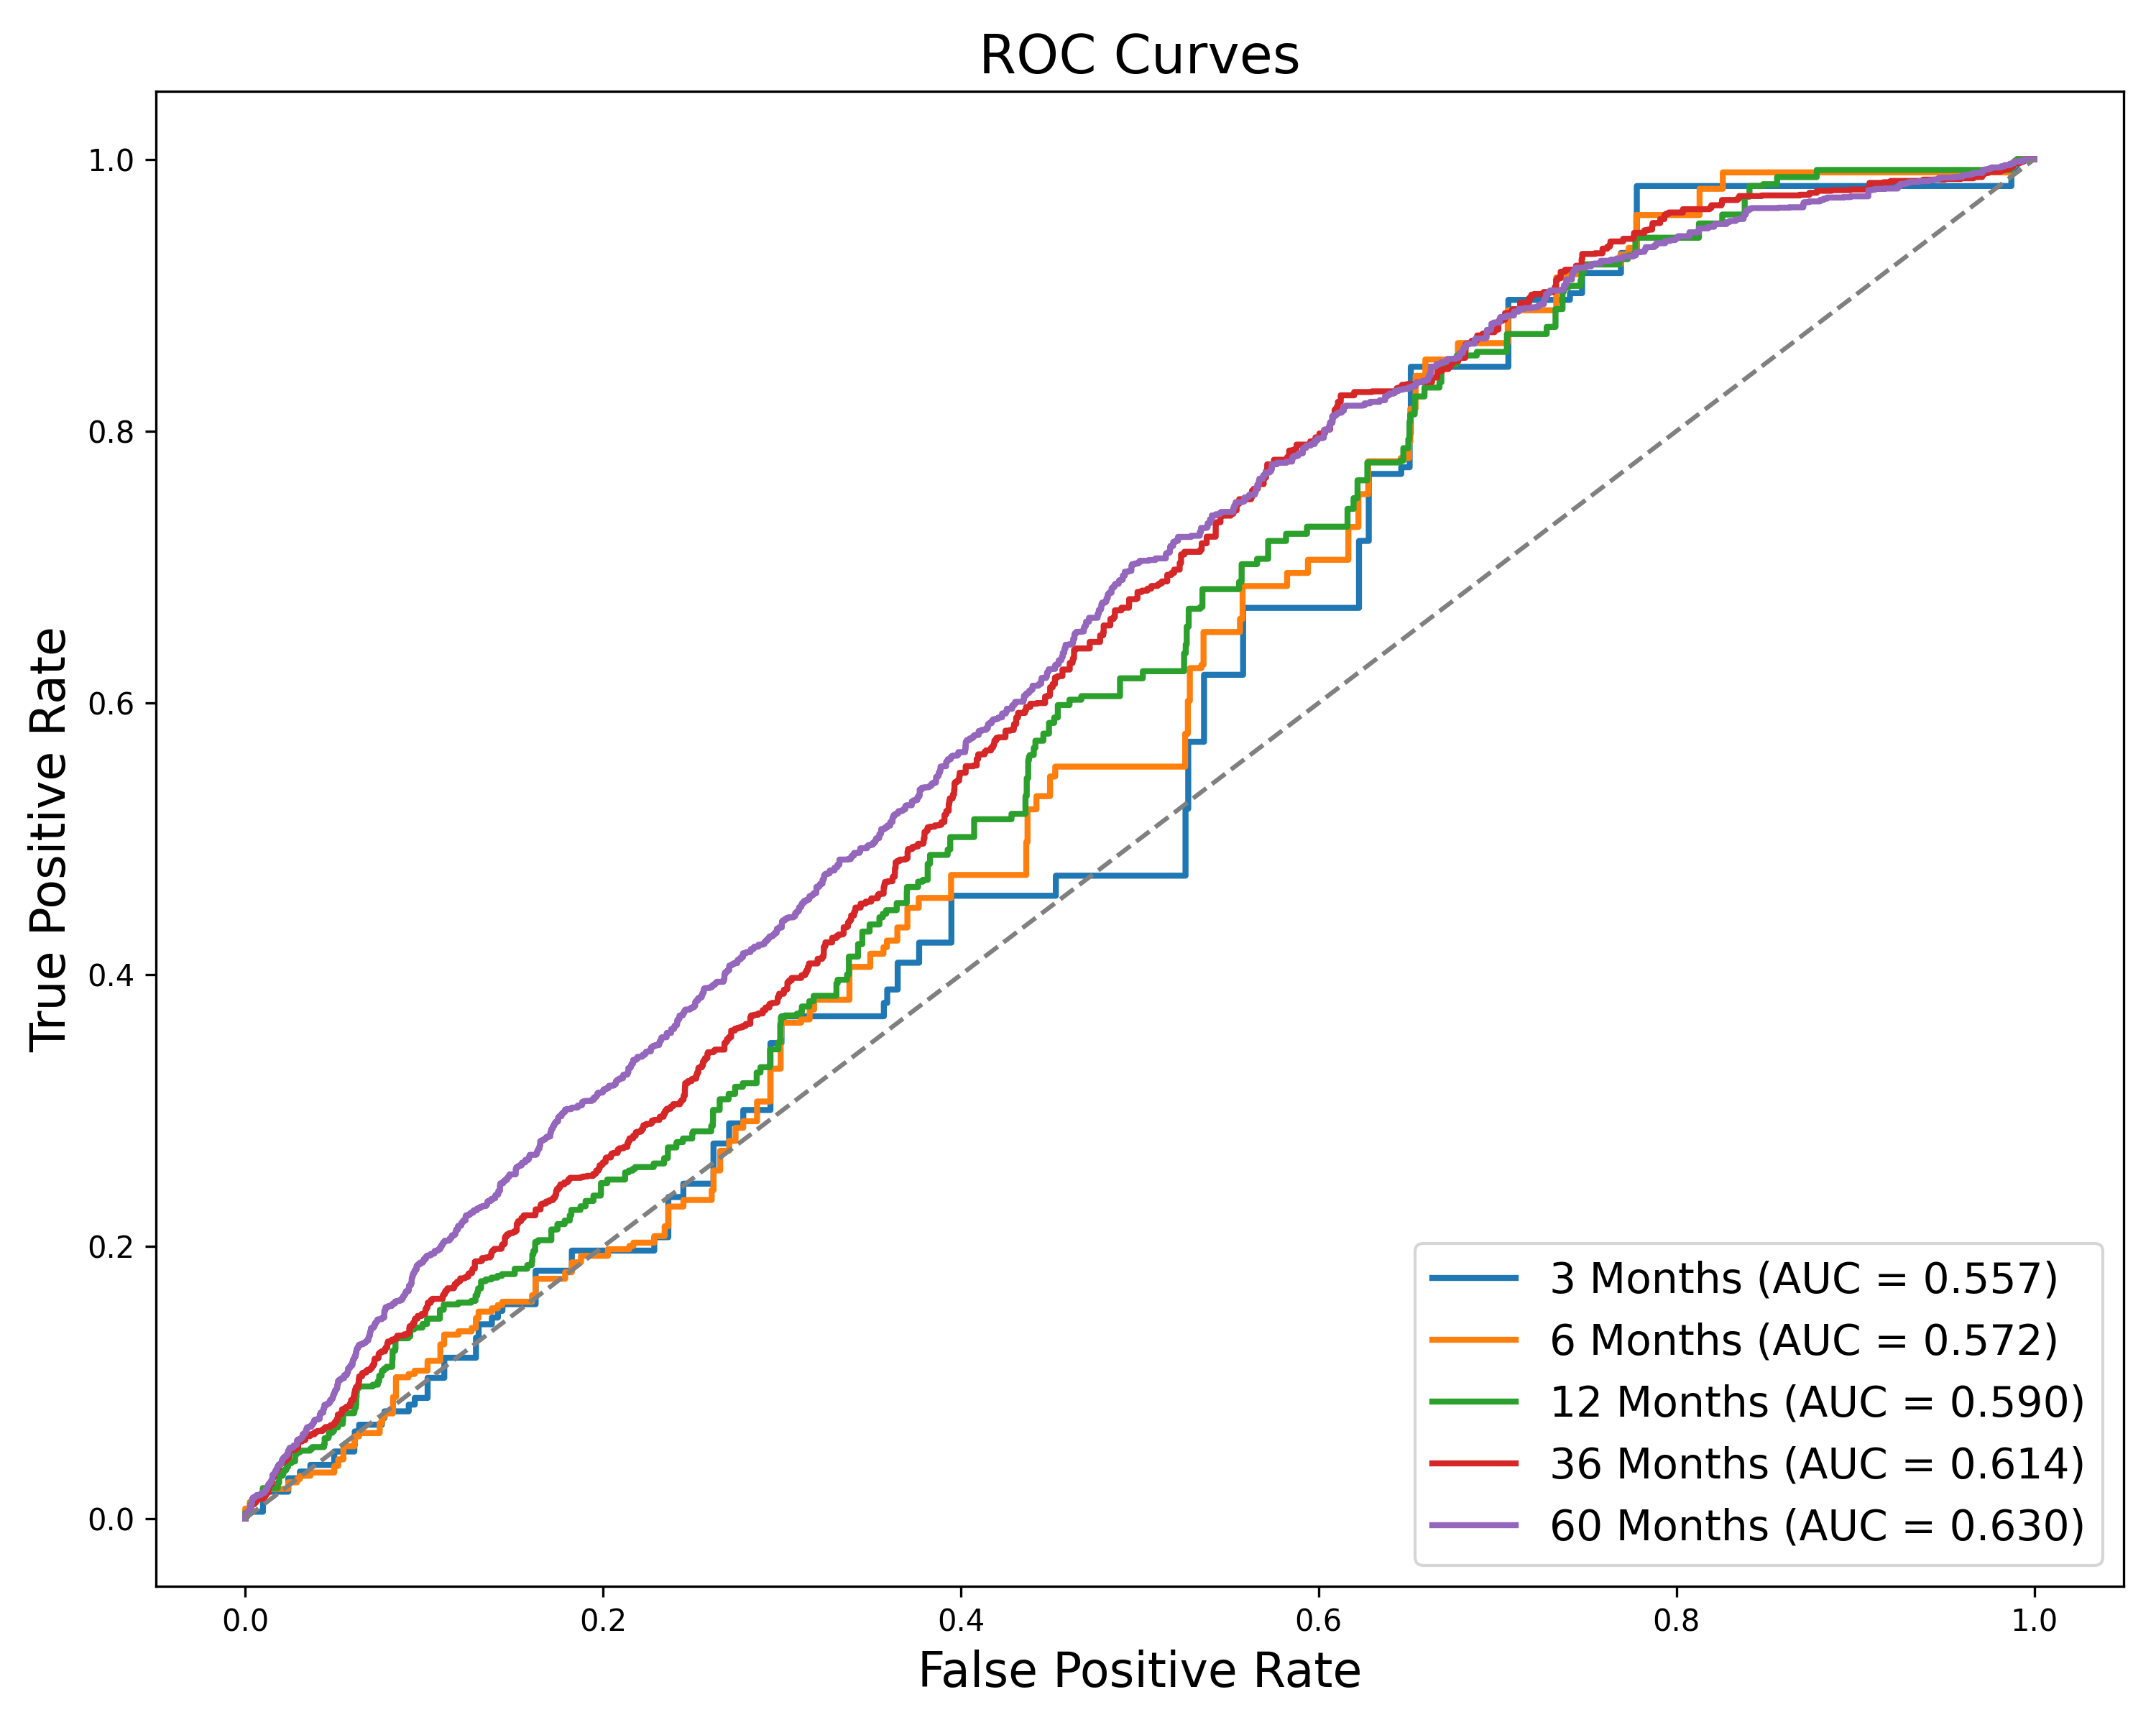 ROC Curves
1.0
0.8
0.6
0.4
0.2
0.0
True Positive Rate
3 Months (AUC = 0.557)
6 Months (AUC = 0.572)
12 Months (AUC = 0.590)
36 Months (AUC = 0.614)
60 Months (AUC = 0.630)
0.0 0.2 0.4 0.6 0.8 1.0
False Positive Rate